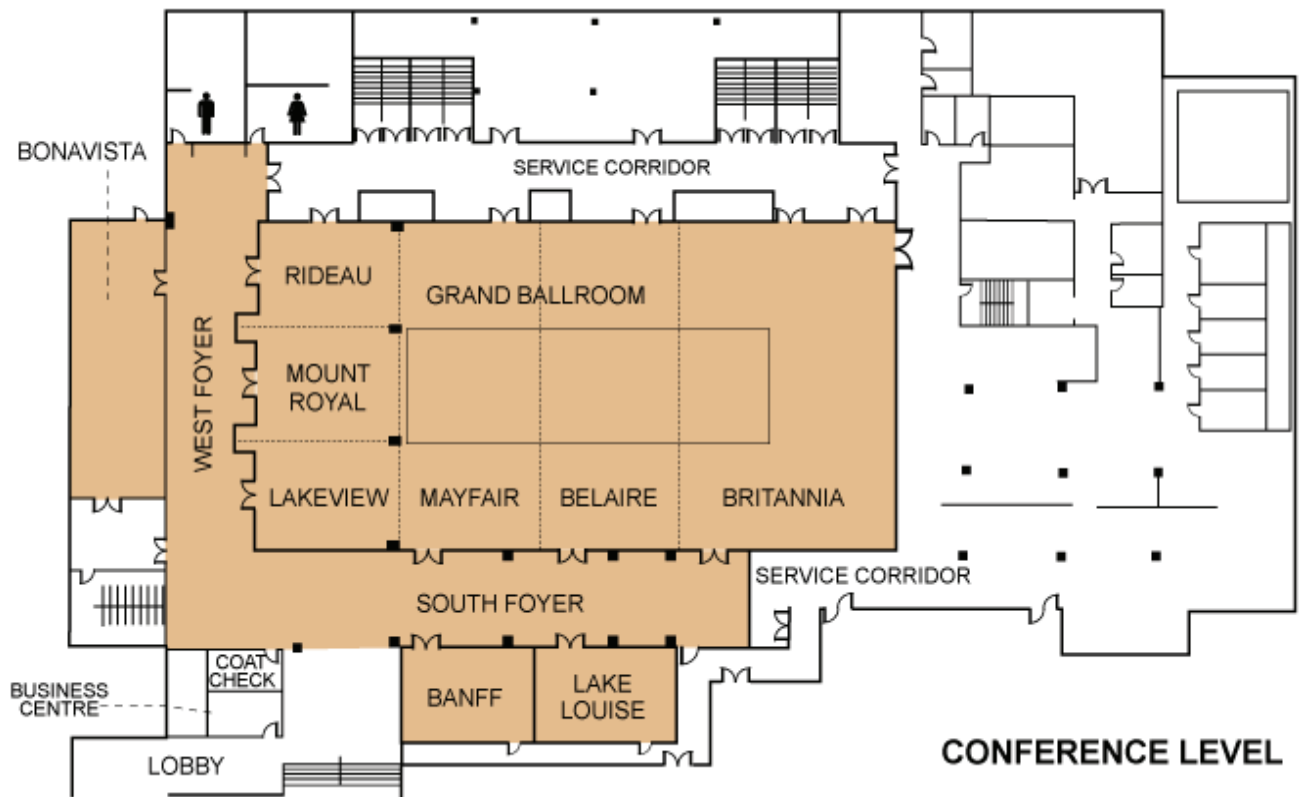 BONAVISTA
SERVICE CORRIDOR
RIDEAU
GRAND BALLROOM
WEST FOYER
MOUNT
ROYAL
LAKEVIEW
MAYFAIR
BELAIRE
BRITANNIA
SERVICE CORRIDOR
SOUTH FOYER
COAT
CHECK
BUSINESS
CENTRE
BANFF
LAKE
LOUISE
LOBBY
CONFERENCE LEVEL